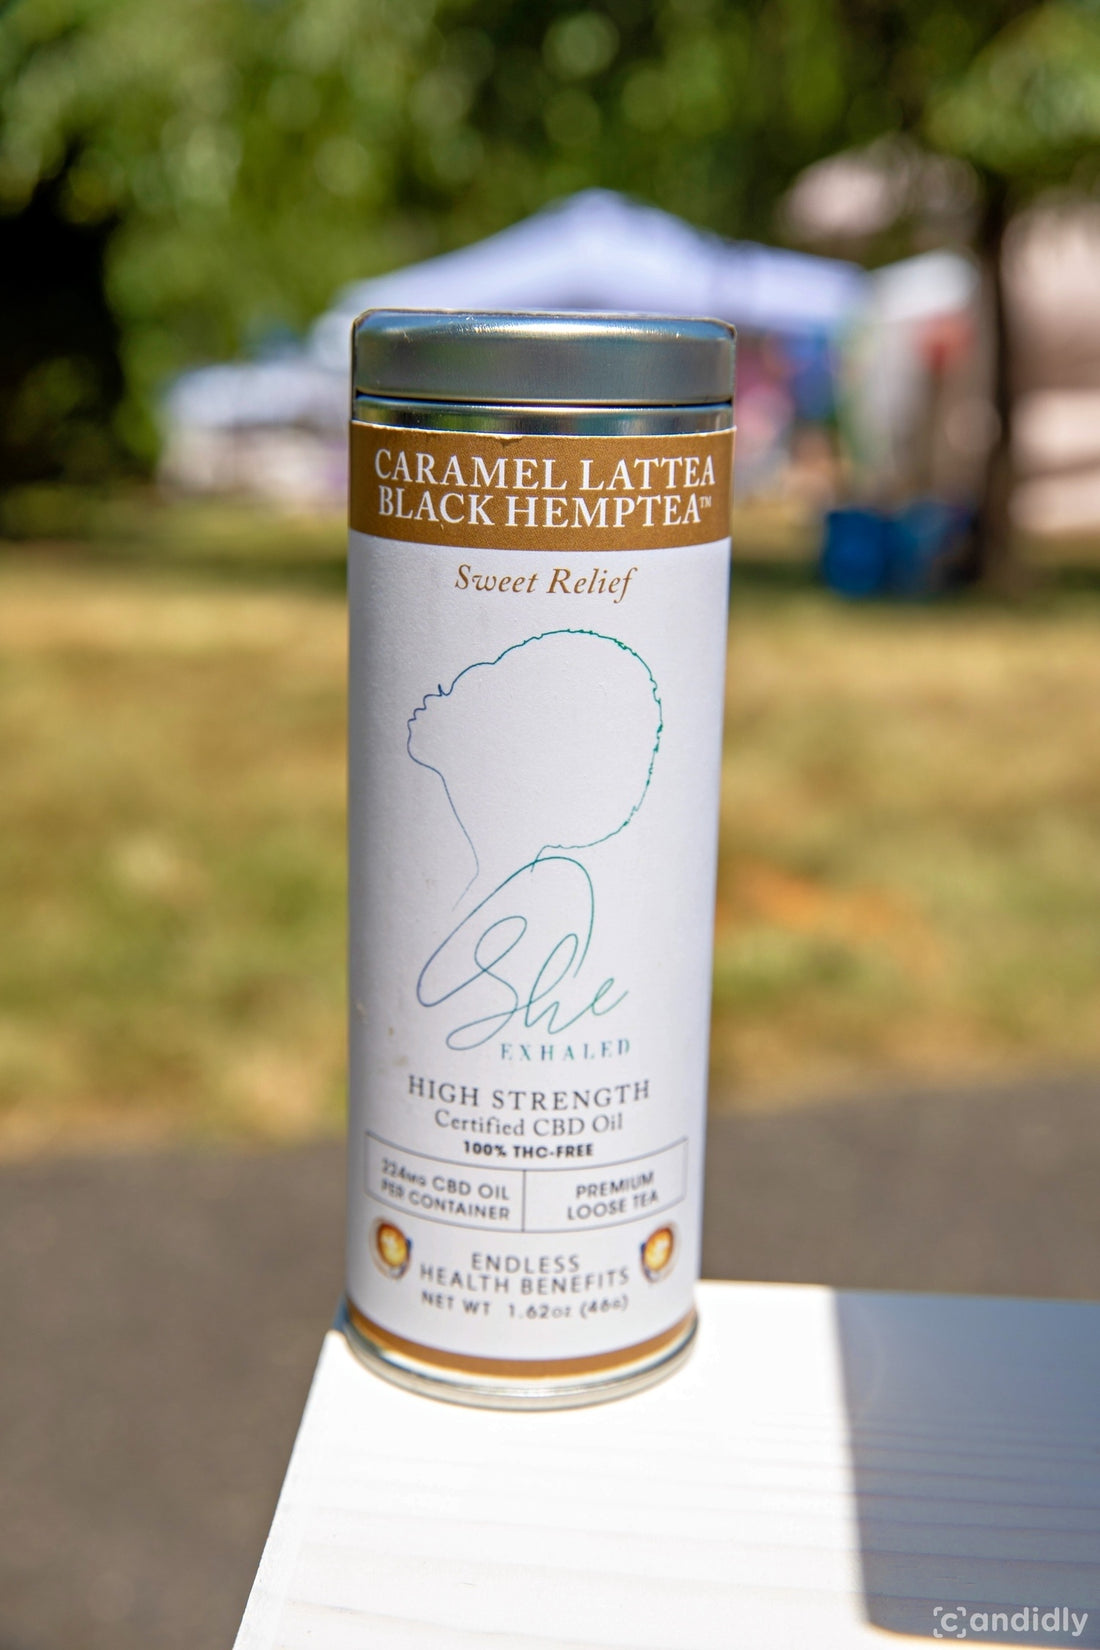 CARAMEL LATTEA
BLACK HEMPTEA™
Sweet Relief
She
EXHALED
HIGH STRENGTH
Certified CBD Oil
100% THC-FREE
224MG CBD OIL
PER CONTAINER
PREMIUM
LOOSE TEA
ENDLESS
HEALTH BENEFITS
NET WT 1.62oz (46G)
[c]andidly